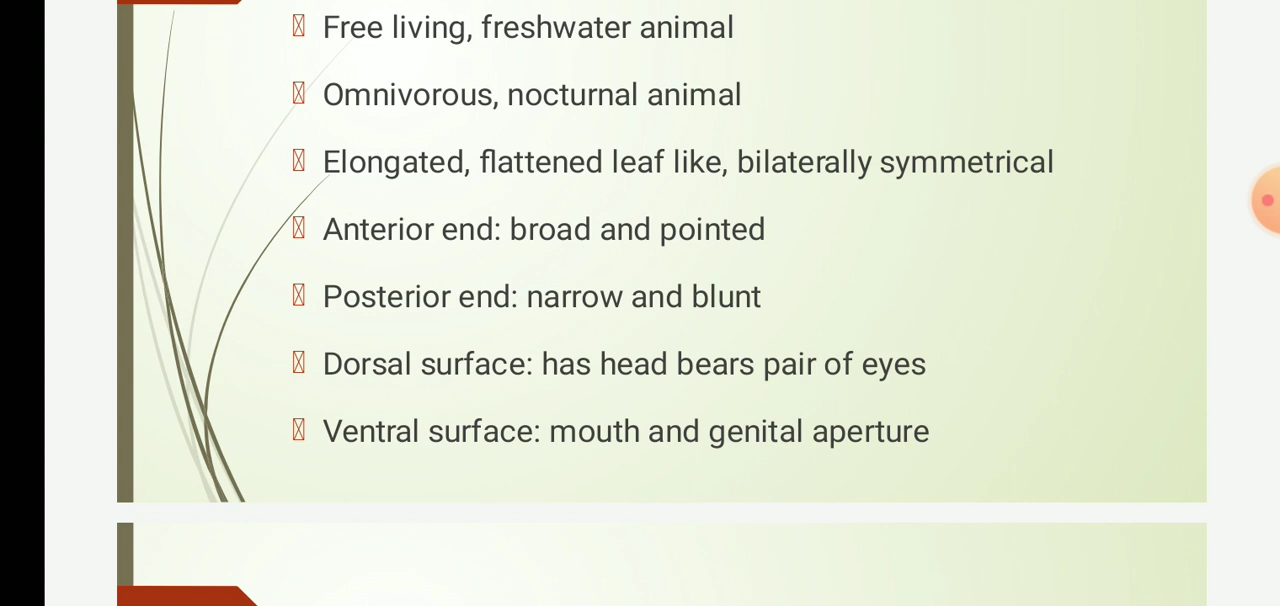 Free living, freshwater animal
Omnivorous, nocturnal animal
Elongated, flattened leaf like, bilaterally symmetrical
Anterior end: broad and pointed
Posterior end: narrow and blunt
Dorsal surface: has head bears pair of eyes
Ventral surface: mouth and genital aperture